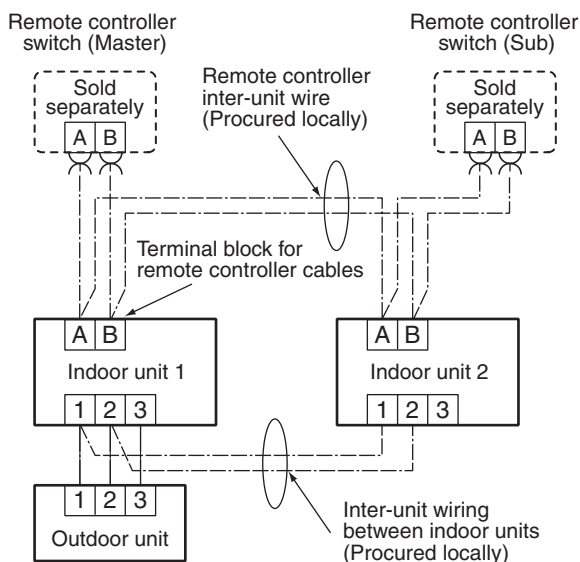 Remote controller
switch (Master)
Remote controller
switch (Sub)
Sold
separately
A B
Remote controller
inter-unit wire
(Procured locally)
Sold
separately
A B
Terminal block for
remote controller cables
A B
Indoor unit 1
1 2 3
A B
Indoor unit 2
1 2 3
1 2 3
Outdoor unit
Inter-unit wiring
between indoor units
(Procured locally)